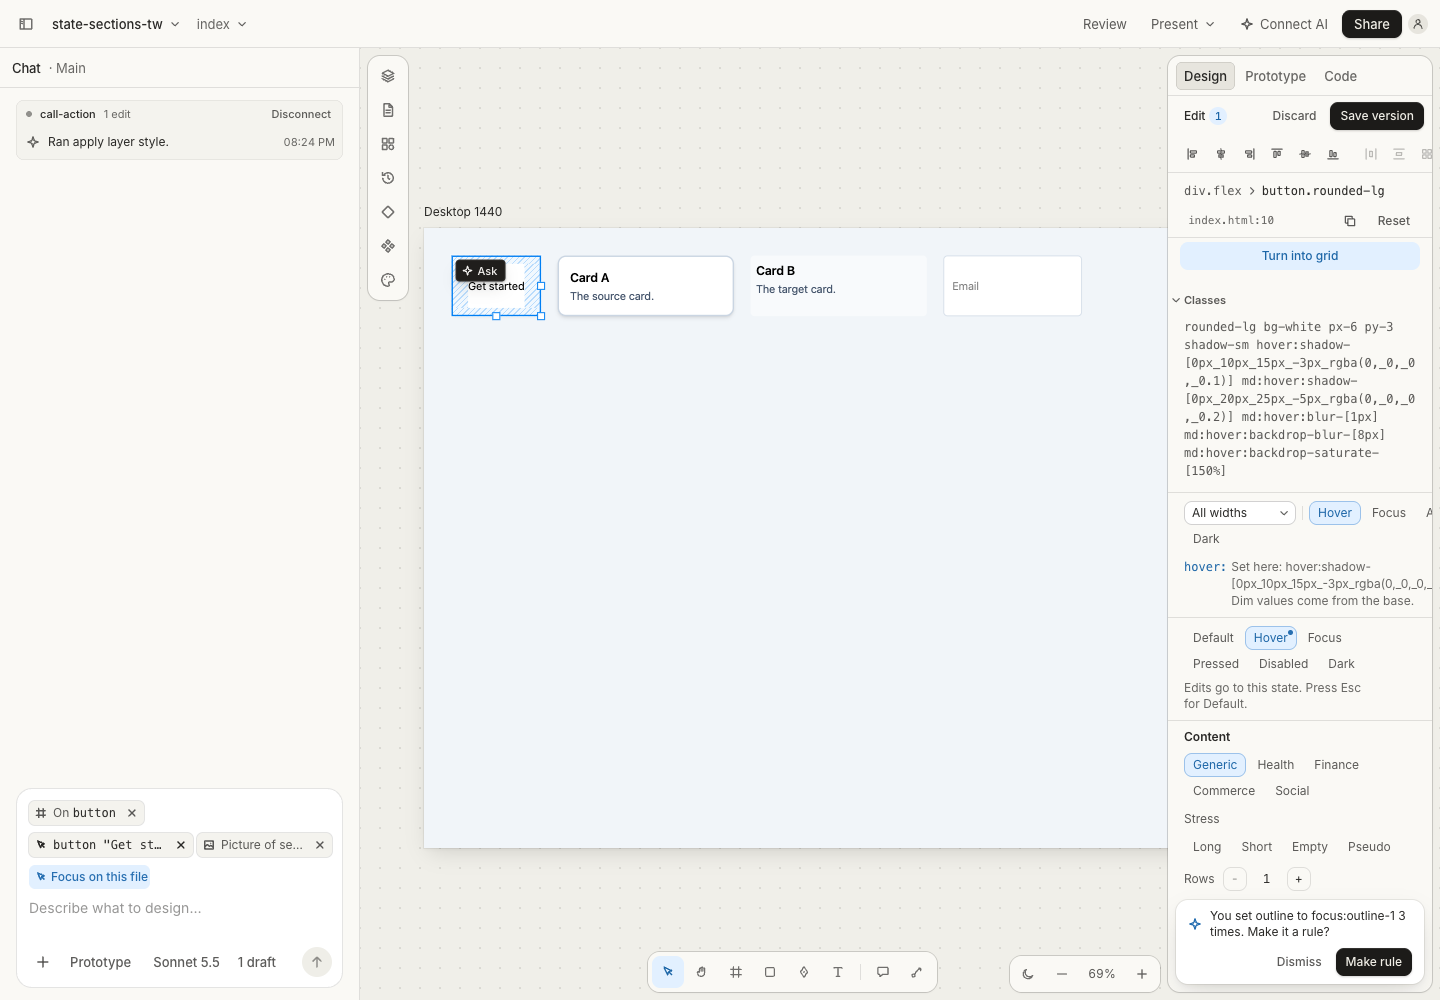 state-sections-tw
index
Review
Present
Connect AI
Share
Chat · Main
call-action 1 edit Disconnect
Ran apply layer style. 08:24 PM
On button
button "Get st…
Picture of se…
Focus on this file
Describe what to design...
Prototype
Sonnet 5.5
1 draft
Desktop 1440
Ask
Get started
Card A
The source card.
Card B
The target card.
Email
69%
Design
Prototype
Code
Edit 1
Discard
Save version
div.flex > button.rounded-lg
index.html:10
Reset
Turn into grid
Classes
rounded-lg bg-white px-6 py-3
shadow-sm hover:shadow-
[0px_10px_15px_-3px_rgba(0,_0,_0
,_0.1)] md:hover:shadow-
[0px_20px_25px_-5px_rgba(0,_0,_0
,_0.2)] md:hover:blur-[1px]
md:hover:backdrop-blur-[8px]
md:hover:backdrop-saturate-
[150%]
All widths
Hover
Focus
A
Dark
hover: Set here: hover:shadow-
[0px_10px_15px_-3px_rgba(0,_0,_0,_
Dim values come from the base.
Default
Hover
Focus
Pressed
Disabled
Dark
Edits go to this state. Press Esc
for Default.
Content
Generic
Health
Finance
Commerce
Social
Stress
Long
Short
Empty
Pseudo
Rows - 1 +
You set outline to focus:outline-1 3
times. Make it a rule?
Dismiss
Make rule